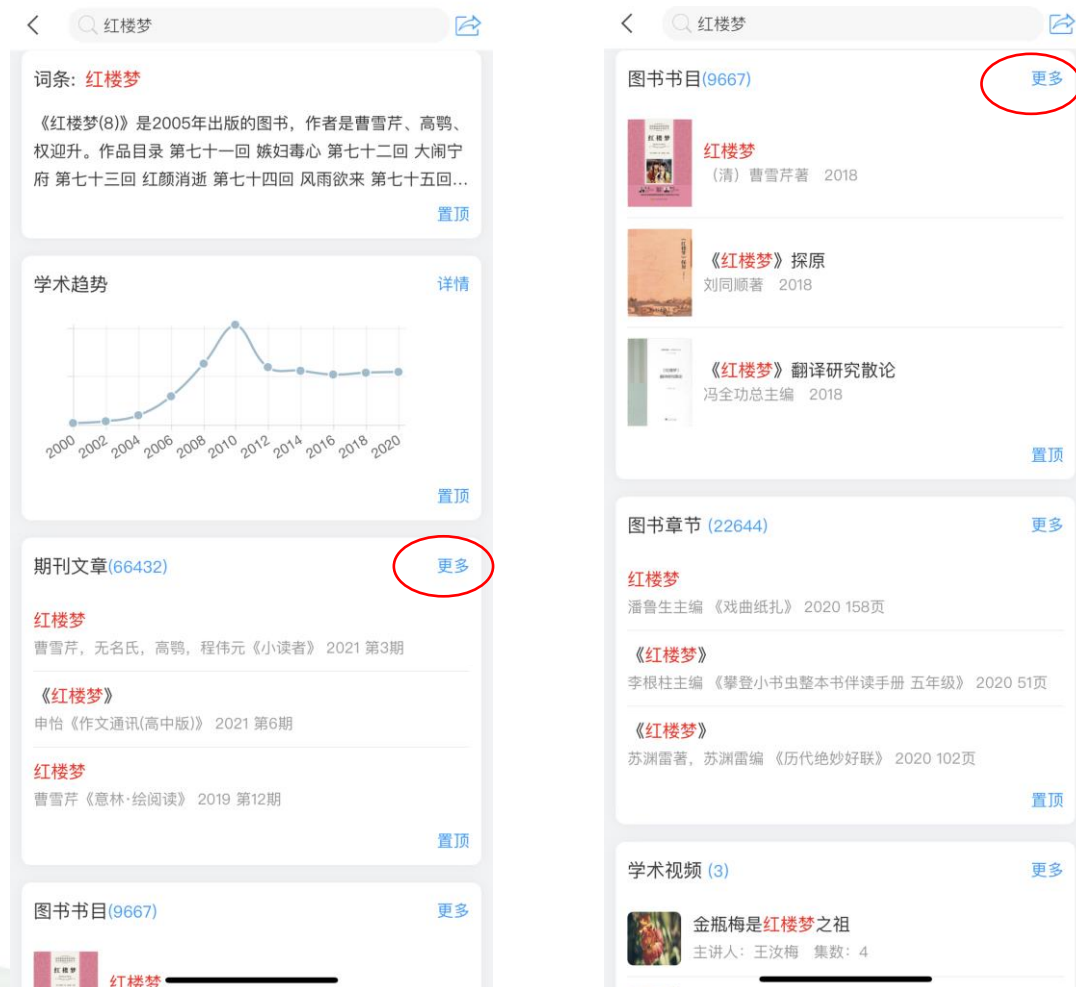 红楼梦
词条: 红楼梦
《红楼梦(8)》是2005年出版的图书，作者是曹雪芹、高鹗、
权迎升。作品目录 第七十一回 嫉妇毒心 第七十二回 大闹宁
府 第七十三回 红颜消逝 第七十四回 风雨欲来 第七十五回...
置顶
学术趋势 详情
2000 2002 2004 2006 2008 2010 2012 2014 2016 2018 2020
置顶
期刊文章(66432) 更多
红楼梦
曹雪芹，无名氏，高鹗，程伟元《小读者》 2021 第3期
《红楼梦》
申怡《作文通讯(高中版)》 2021 第6期
红楼梦
曹雪芹《意林·绘阅读》 2019 第12期
置顶
图书书目(9667) 更多
红楼梦
红楼梦
图书书目(9667) 更多
红楼梦
红楼梦
（清）曹雪芹著 2018
《红楼梦》探原
《红楼梦》探原
刘同顺著 2018
《红楼梦》翻译研究散论
冯全功总主编 2018
置顶
图书章节 (22644) 更多
红楼梦
潘鲁生主编 《戏曲纸扎》 2020 158页
《红楼梦》
李根柱主编 《攀登小书虫整本书伴读手册 五年级》 2020 51页
《红楼梦》
苏渊雷著，苏渊雷编 《历代绝妙好联》 2020 102页
置顶
学术视频 (3) 更多
金瓶梅是红楼梦之祖
主讲人：王汝梅 集数：4